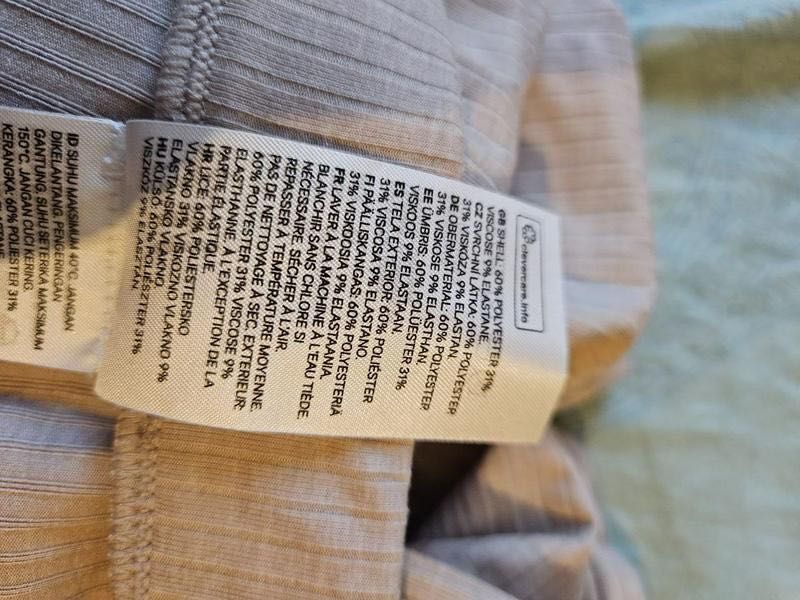 clevercare.info
GB SHELL: 60% POLYESTER 31%
VISCOSE 9% ELASTANE.
CZ SVRCHNÍ LÁTKA: 60% POLYESTER
31% VISKÓZA 9% ELASTAN.
DE OBERMATERIAL: 60% POLYESTER
31% VISKOSE 9% ELASTHAN.
EE ÜMBRIS: 60% POLÜESTER 31%
VISKOOS 9% ELASTAAN.
ES TELA EXTERIOR: 60% POLIÉSTER
31% VISCOSA 9% ELASTANO.
FI PÄÄLLISKANGAS: 60% POLYESTERIÄ
31% VISKOOSIA 9% ELASTAANIA.
FR LAVER À LA MACHINE À L'EAU TIÈDE.
BLANCHIR SANS CHLORE SI
NÉCESSAIRE. SÉCHER À L'AIR.
REPASSER À TEMPÉRATURE MOYENNE.
PAS DE NETTOYAGE À SEC. EXTÉRIEUR:
60% POLYESTER 31% VISCOSE 9%
ÉLASTHANNE. À L'EXCEPTION DE LA
PARTIE ÉLASTIQUE.
HR LICE: 60% POLIESTERSKO
VLAKNO 31% VISKOZNO VLAKNO 9%
ELASTANSKO VLAKNO.
HU KÜLSŐ: 60% POLIÉSZTER 31%
VISZKÓZ 9% ELASZTÁN.
ID SUHU MAKSIMUM 40°C. JANGAN
DIKELANTANG. PENGERINGAN
GANTUNG. SUHU SETERIKA MAKSIMUM
150°C. JANGAN CUCI KERING.
KERANGKA: 60% POLIESTER 31%